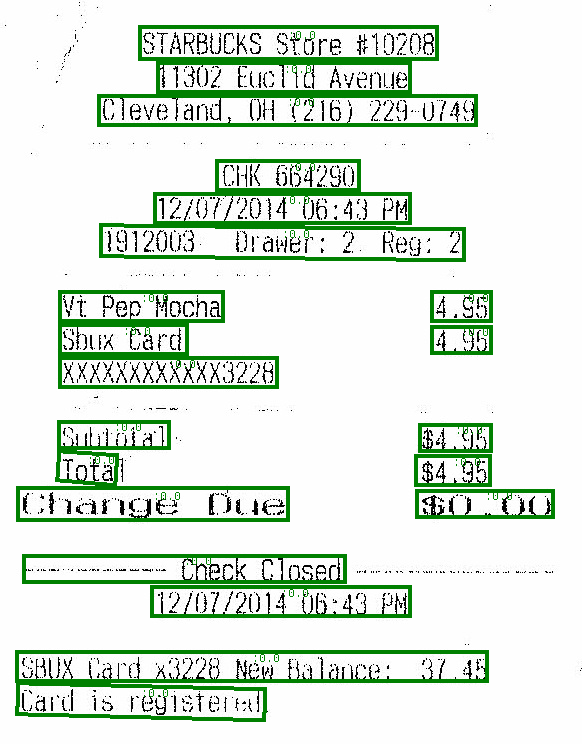 STARBUCKS Store #10208
11302 Euclid Avenue
Cleveland, OH (216) 229-0749
CHK 664290
12/07/2014 06:43 PM
1912003 Drawer: 2 Reg: 2
Vt Pep Mocha 4.95
Sbux Card 4.95
XXXXXXXXXXXX3228
Subtotal $4.95
Total $4.95
Change Due $0.00
Check Closed
12/07/2014 06:43 PM
SBUX Card x3228 New Balance: 37.45
Card is registered